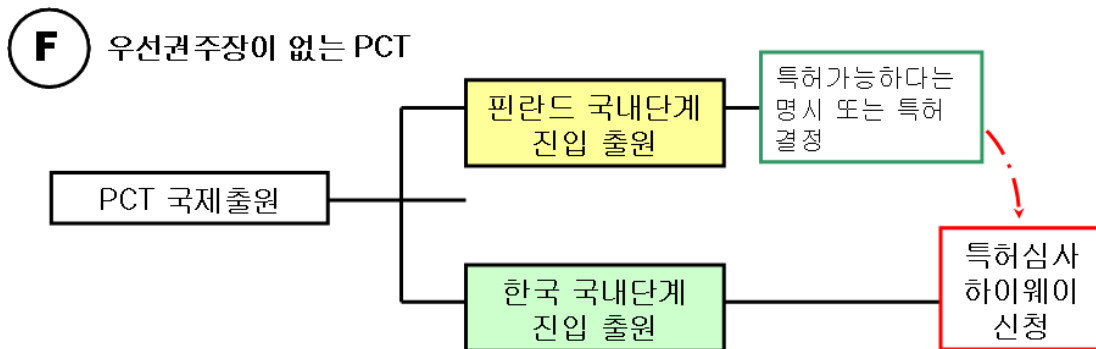 F 우선권주장이 없는 PCT
핀란드 국내단계
진입 출원
특허가능하다는
명시 또는 특허
결정
PCT 국제출원
한국 국내단계
진입 출원
특허심사
하이웨이
신청